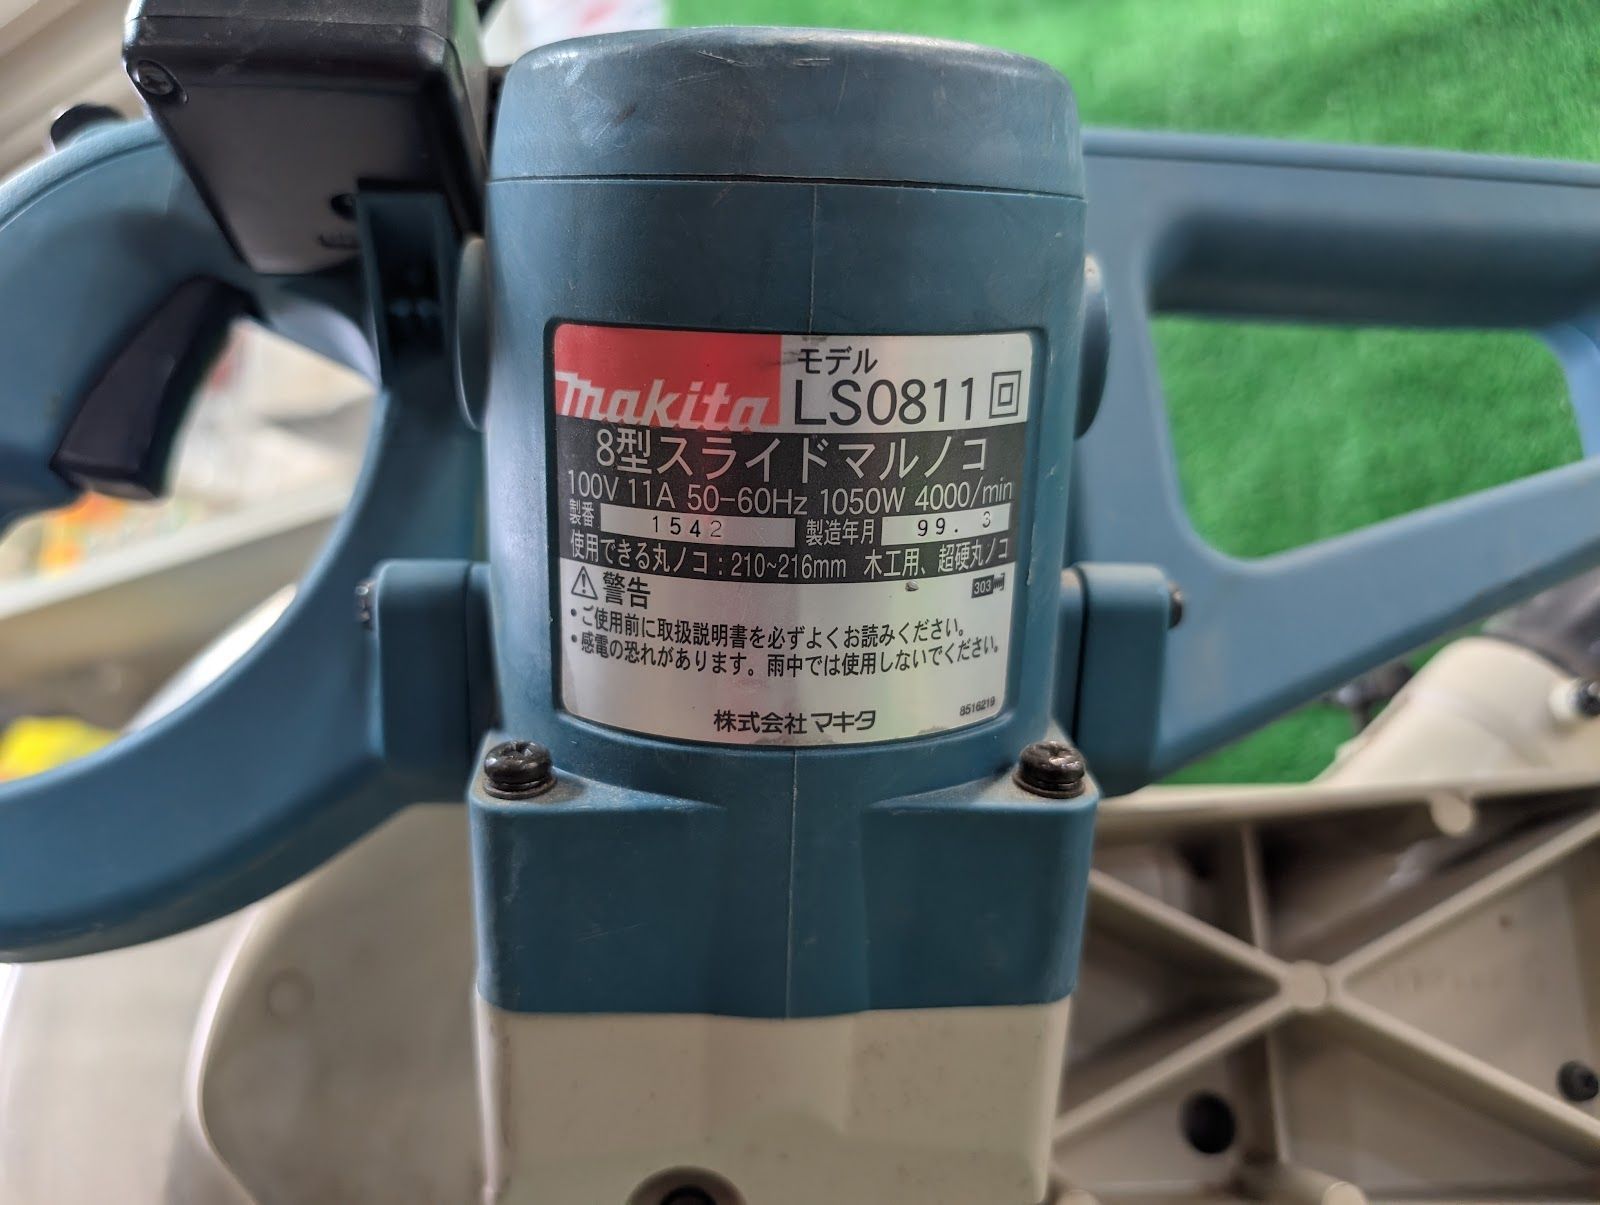 makita
モデル
LS0811
8型スライドマルノコ
100V 11A 50-60Hz 1050W 4000/min
製番 1542 製造年月 99. 3
使用できる丸ノコ:210~216mm 木工用、超硬丸ノコ
警告
303
・ご使用前に取扱説明書を必ずよくお読みください。
・感電の恐れがあります。雨中では使用しないでください。
株式会社マキタ
8516219